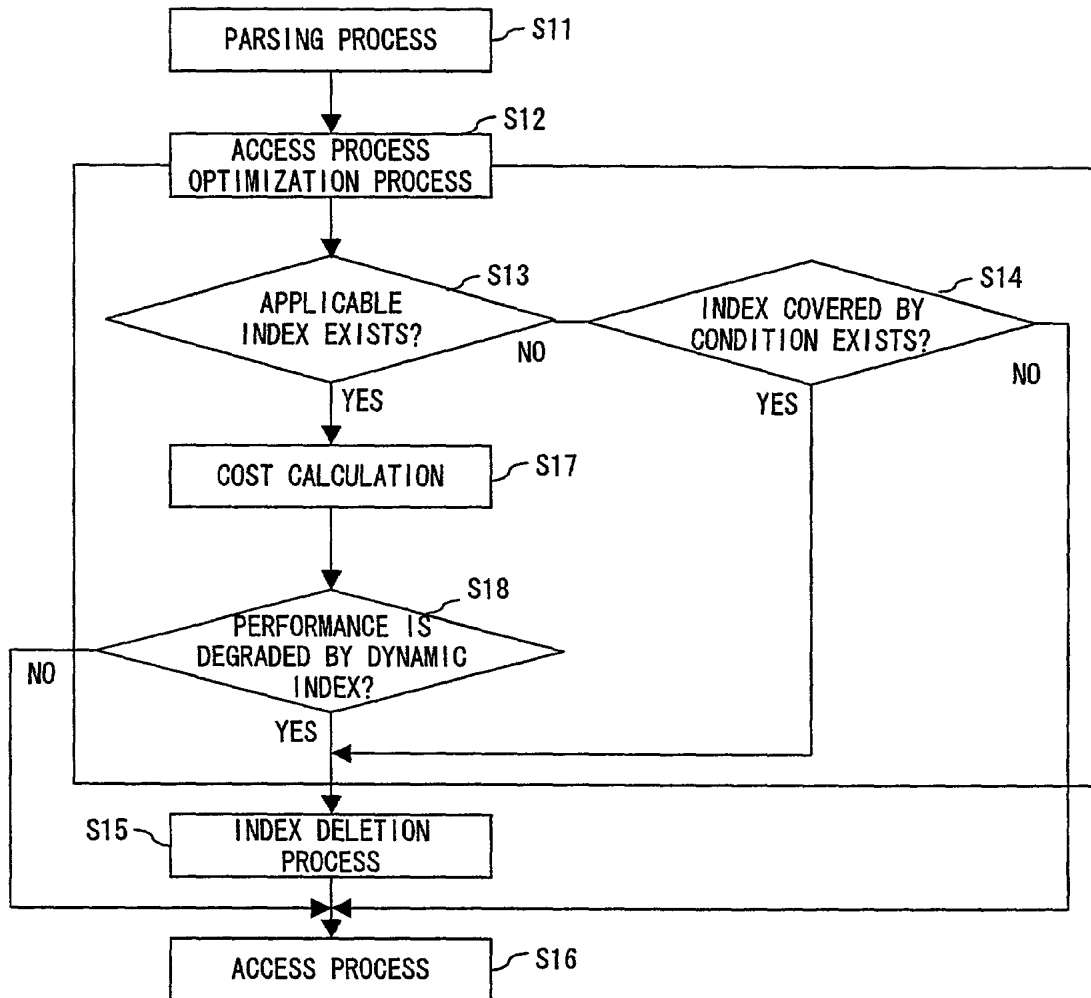 PARSING PROCESS
S11
S12
ACCESS PROCESS
OPTIMIZATION PROCESS
S13
APPLICABLE
INDEX EXISTS?
NO
YES
S14
INDEX COVERED BY
CONDITION EXISTS?
NO
YES
COST CALCULATION
S17
S18
PERFORMANCE IS
DEGRADED BY DYNAMIC
INDEX?
NO
YES
S15
INDEX DELETION
PROCESS
ACCESS PROCESS
S16